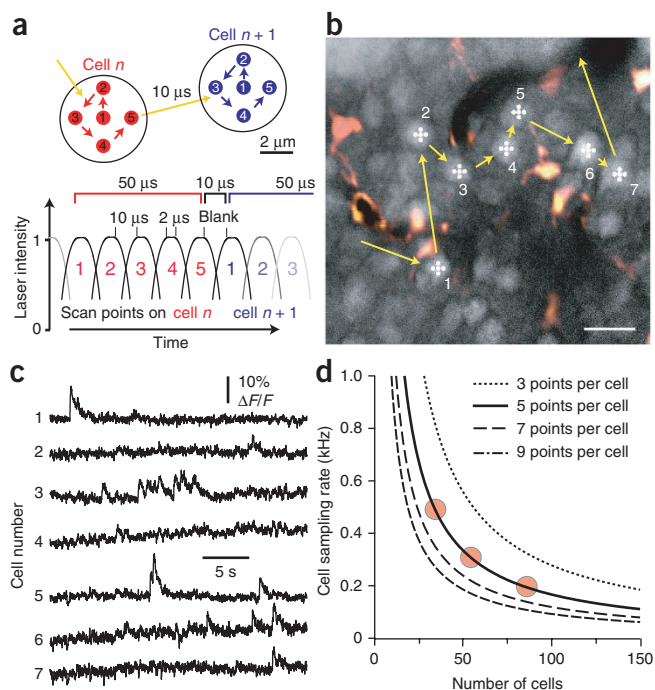 a
Cell n
Cell n + 1
2
3 1 5
4
2
3 1 5
4
10 µs
2 µm
50 µs 10 µs 50 µs
10 µs 2 µs Blank
Laser intensity
1
0
1 2 3 4 5 1 2 3
Scan points on cell n cell n+1
Time
b
1
2
3
4
5
6
7
c
10%
ΔF/F
Cell number
1
2
3
4
5
6
7
5 s
d
3 points per cell
5 points per cell
7 points per cell
9 points per cell
Cell sampling rate (kHz)
1.0
0.8
0.6
0.4
0.2
0
0 50 100 150
Number of cells